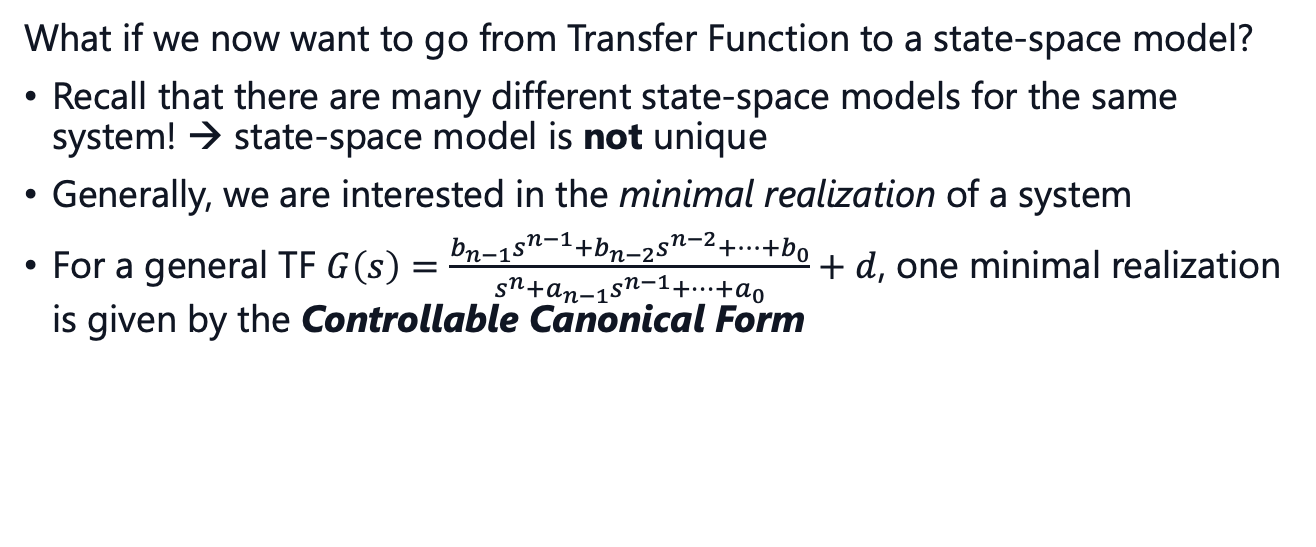 What if we now want to go from Transfer Function to a state-space model?
• Recall that there are many different state-space models for the same
system! → state-space model is not unique
• Generally, we are interested in the minimal realization of a system
• For a general TF G(s) = \frac{b_{n-1}s^{n-1}+b_{n-2}s^{n-2}+⋯+b_0}{s^n+a_{n-1}s^{n-1}+⋯+a_0} + d, one minimal realization
is given by the Controllable Canonical Form